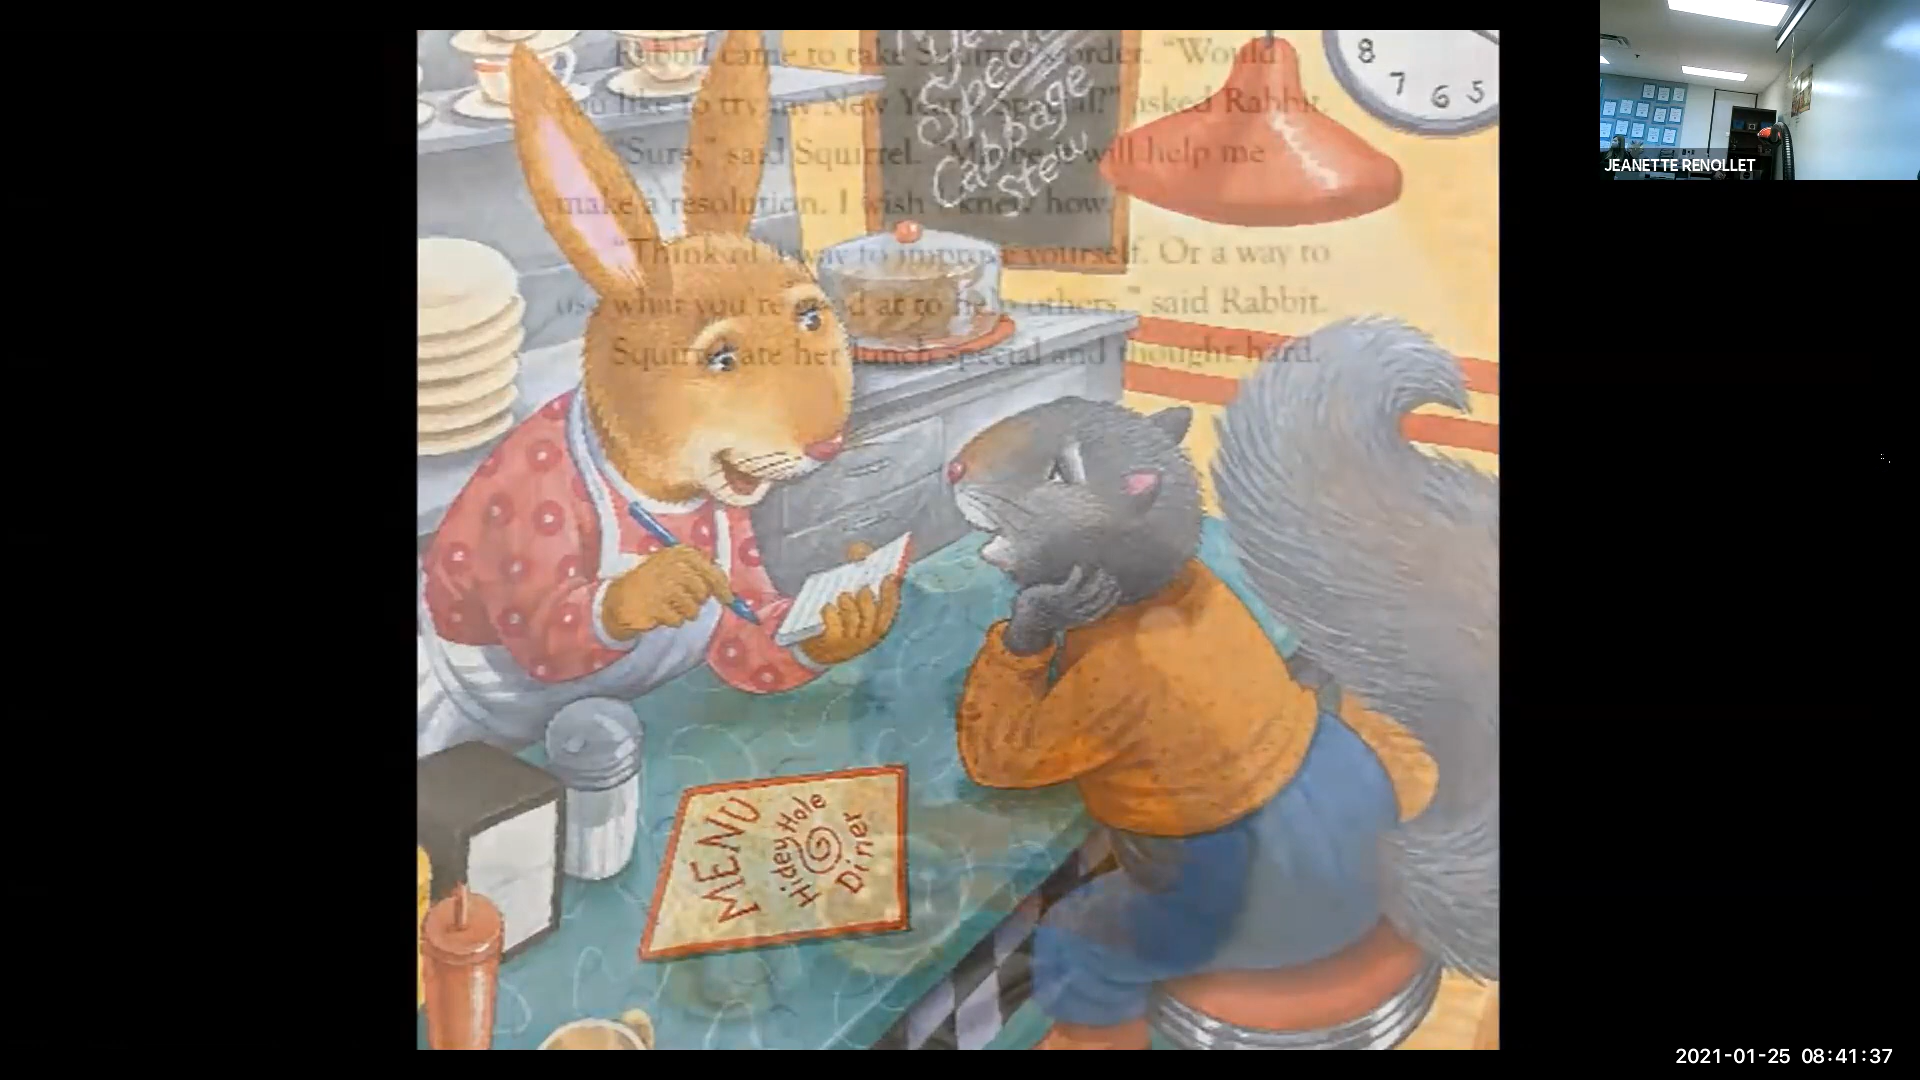 Rabbit came to take Squirrel's order. "Would
you like to try my New Year's Special?" asked Rabbit.
"Sure," said Squirrel. "Maybe it will help me
make a resolution. I wish I knew how."
"Think of a way to improve yourself. Or a way to
use what you're good at to help others," said Rabbit.
Squirrel ate her lunch special and thought hard.
Special
Cabbage
Stew
8
7 6 5
MENU
Hidey Hole
Diner
JEANETTE RENOLLET
2021-01-25 08:41:37